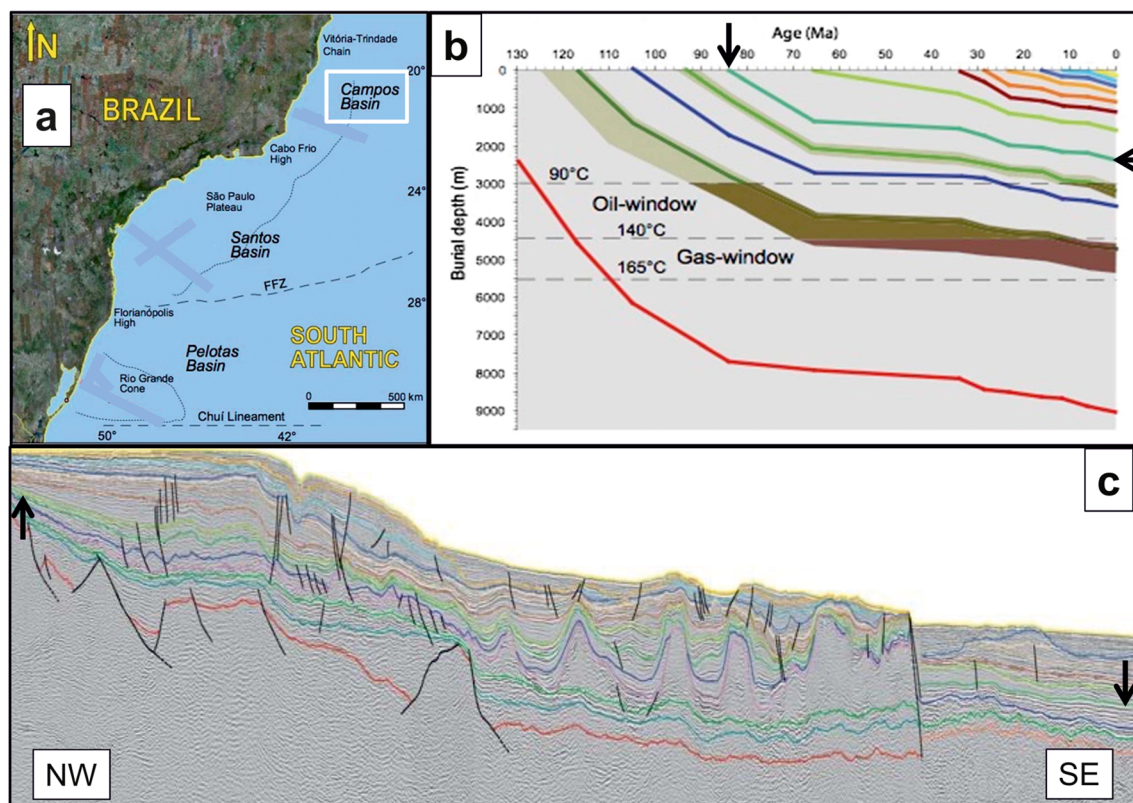 N
a
BRAZIL
Vitória-Trindade
Chain
Campos
Basin
Cabo Frio
High
20°
São Paulo
Plateau
24°
Santos
Basin
FFZ
Florianópolis
High
28°
Pelotas
Basin
SOUTH
ATLANTIC
Rio Grande
Cone
0 500 km
Chuí Lineament
50° 42°
b
Age (Ma)
130 120 110 100 90 80 70 60 50 40 30 20 10 0
Burial depth (m)
0
1000
2000
3000
4000
5000
6000
7000
8000
9000
90°C
Oil-window
140°C
Gas-window
165°C
c
NW
SE